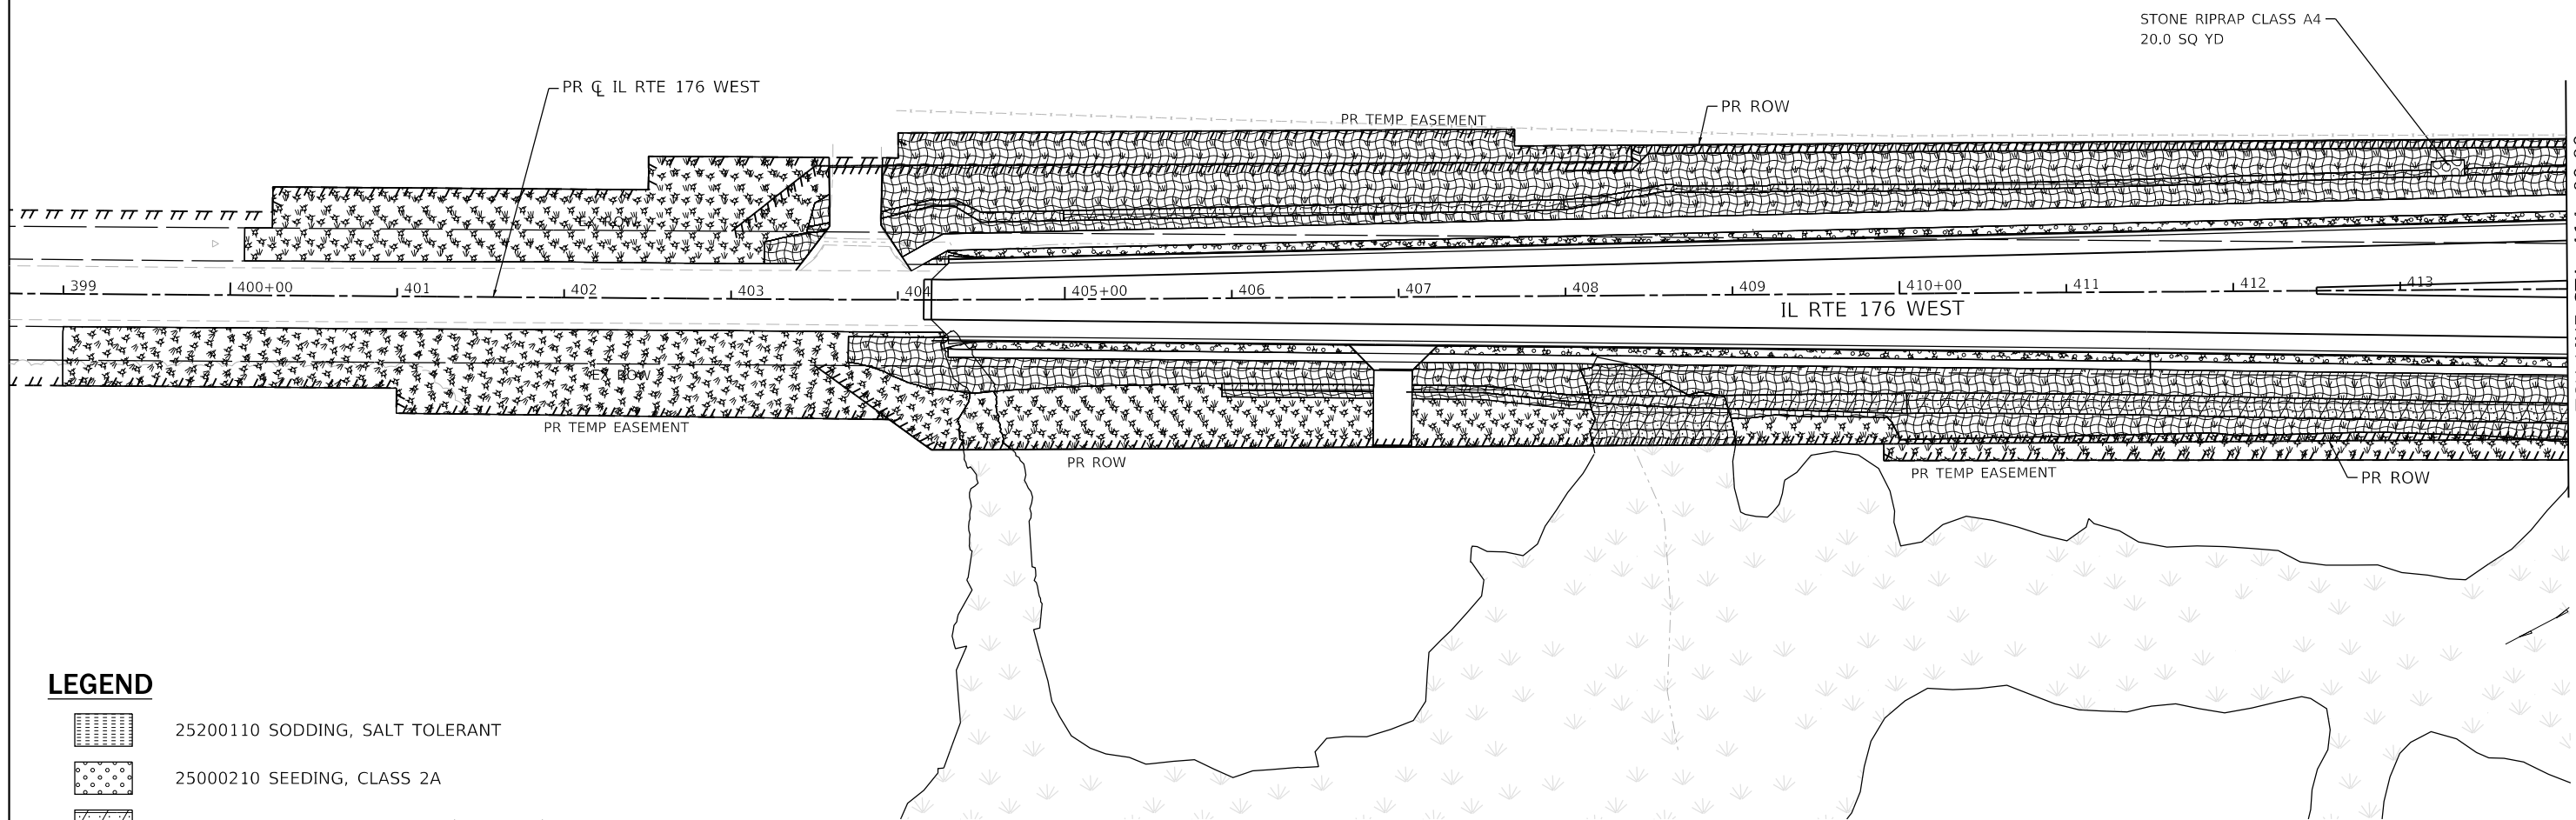 STONE RIPRAP CLASS A4
20.0 SQ YD
PR ℄ IL RTE 176 WEST
PR ROW
PR TEMP EASEMENT
399
400+00
401
402
403
404
405+00
406
407
408
409
410+00
411
412
413
IL RTE 176 WEST
EX ROW
PR TEMP EASEMENT
PR ROW
PR TEMP EASEMENT
PR ROW
LEGEND
25200110 SODDING, SALT TOLERANT
25000210 SEEDING, CLASS 2A